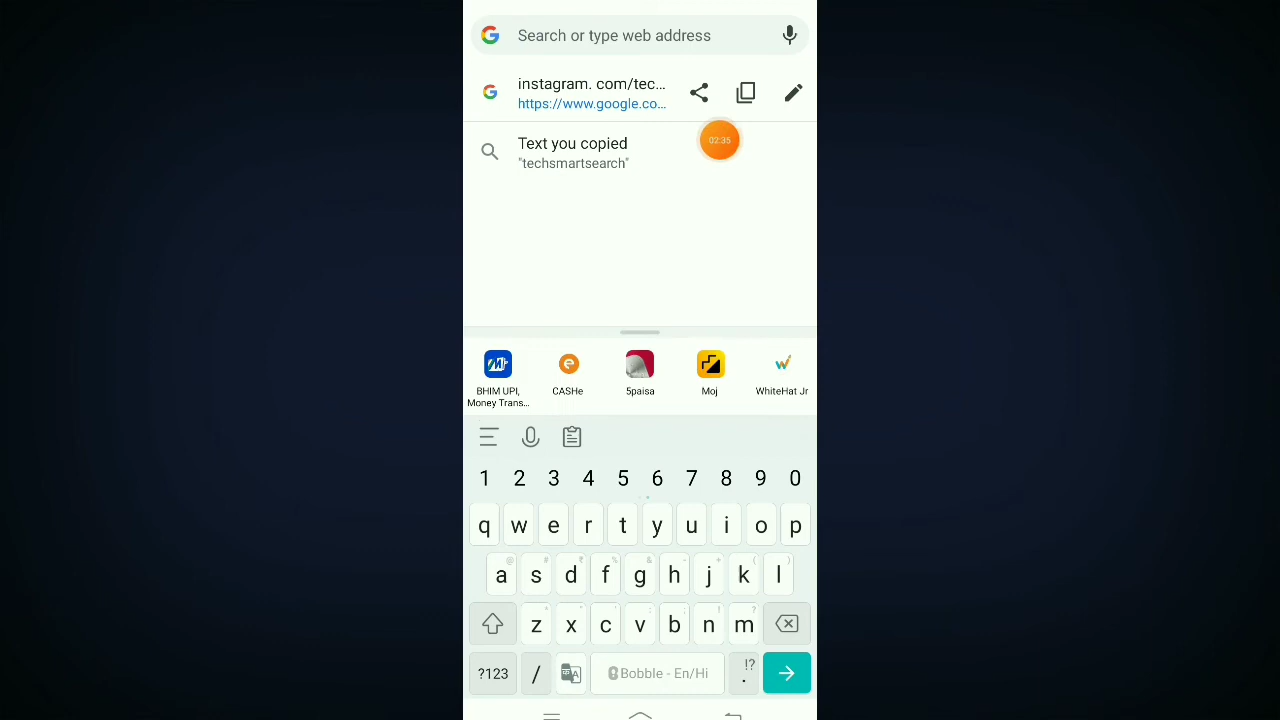 Search or type web address
instagram. com/tec...
https://www.google.co...
02:35
Text you copied
"techsmartsearch"
BHIM UPI,
Money Trans...
CASHe
5paisa
Moj
WhiteHat Jr
1 2 3 4 5 6 7 8 9 0
q w e r t y u i o p
@ # ₹ % & - + ( )
a s d f g h j k l
* " ' : ; ! ?
z x c v b n m
?123 / Bobble - En/Hi !? .